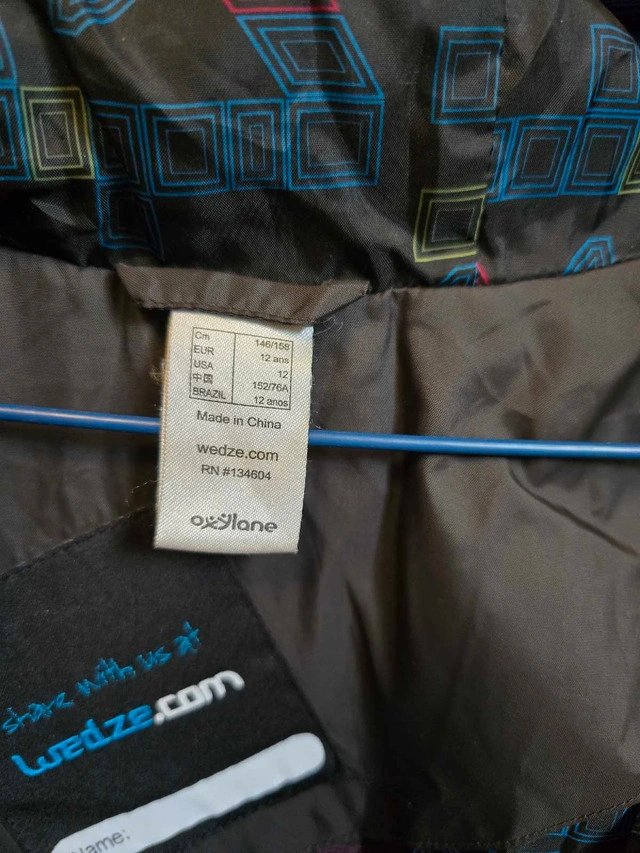 Cm 146/158
EUR 12 ans
USA 12
中国 152/76A
BRAZIL 12 anos
Made in China
wedze.com
RN #134604
oxylane
share with us at
wedze.com
Name: